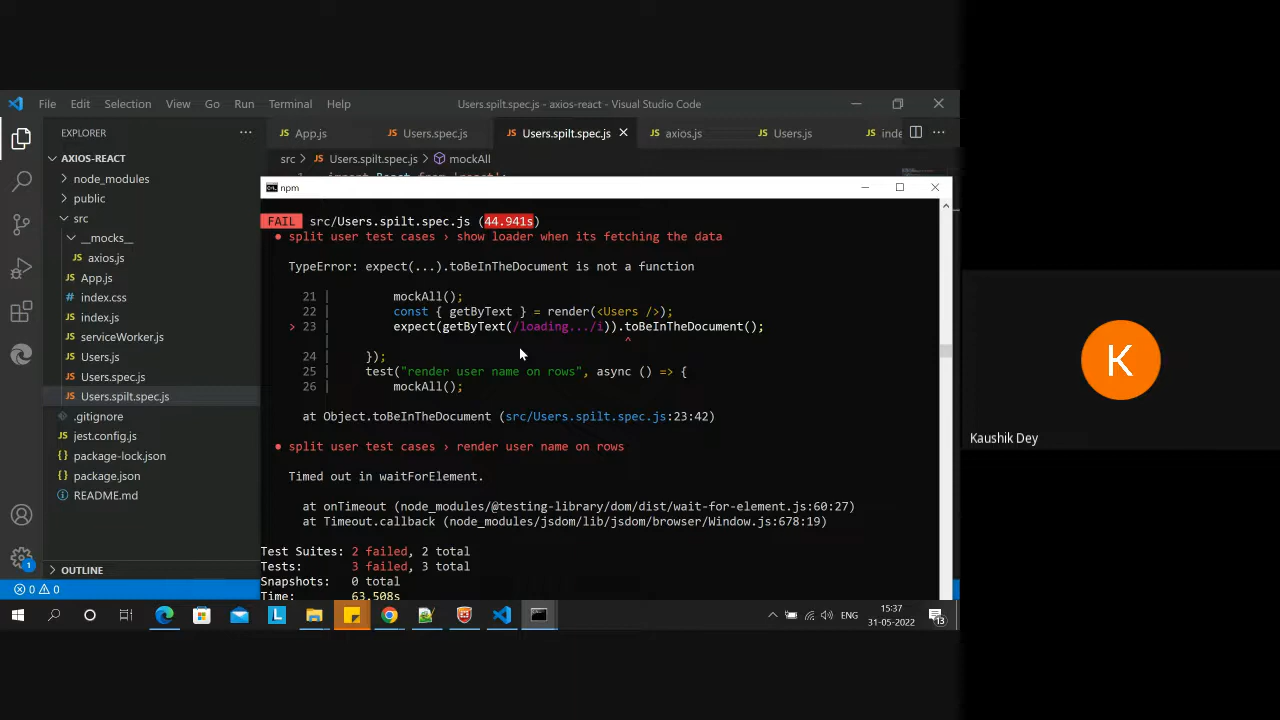 File Edit Selection View Go Run Terminal Help
Users.spilt.spec.js - axios-react - Visual Studio Code
EXPLORER
App.js
Users.spec.js
Users.spilt.spec.js
axios.js
Users.js
inde
src > Users.spilt.spec.js > mockAll
1 import React from 'react';
AXIOS-REACT
node_modules
public
src
__mocks__
axios.js
App.js
index.css
index.js
serviceWorker.js
Users.js
Users.spec.js
Users.spilt.spec.js
.gitignore
jest.config.js
package-lock.json
package.json
README.md
OUTLINE
1
0 0
npm
FAIL src/Users.spilt.spec.js (44.941s)
● split user test cases › show loader when its fetching the data
TypeError: expect(...).toBeInTheDocument is not a function
21 | mockAll();
22 | const { getByText } = render(<Users />);
> 23 | expect(getByText(/loading.../i)).toBeInTheDocument();
| ^
24 | });
25 | test("render user name on rows", async () => {
26 | mockAll();
at Object.toBeInTheDocument (src/Users.spilt.spec.js:23:42)
● split user test cases › render user name on rows
Timed out in waitForElement.
at onTimeout (node_modules/@testing-library/dom/dist/wait-for-element.js:60:27)
at Timeout.callback (node_modules/jsdom/lib/jsdom/browser/Window.js:678:19)
Test Suites: 2 failed, 2 total
Tests: 3 failed, 3 total
Snapshots: 0 total
Time: 63.508s
L
ENG
15:37
31-05-2022
13
K
Kaushik Dey